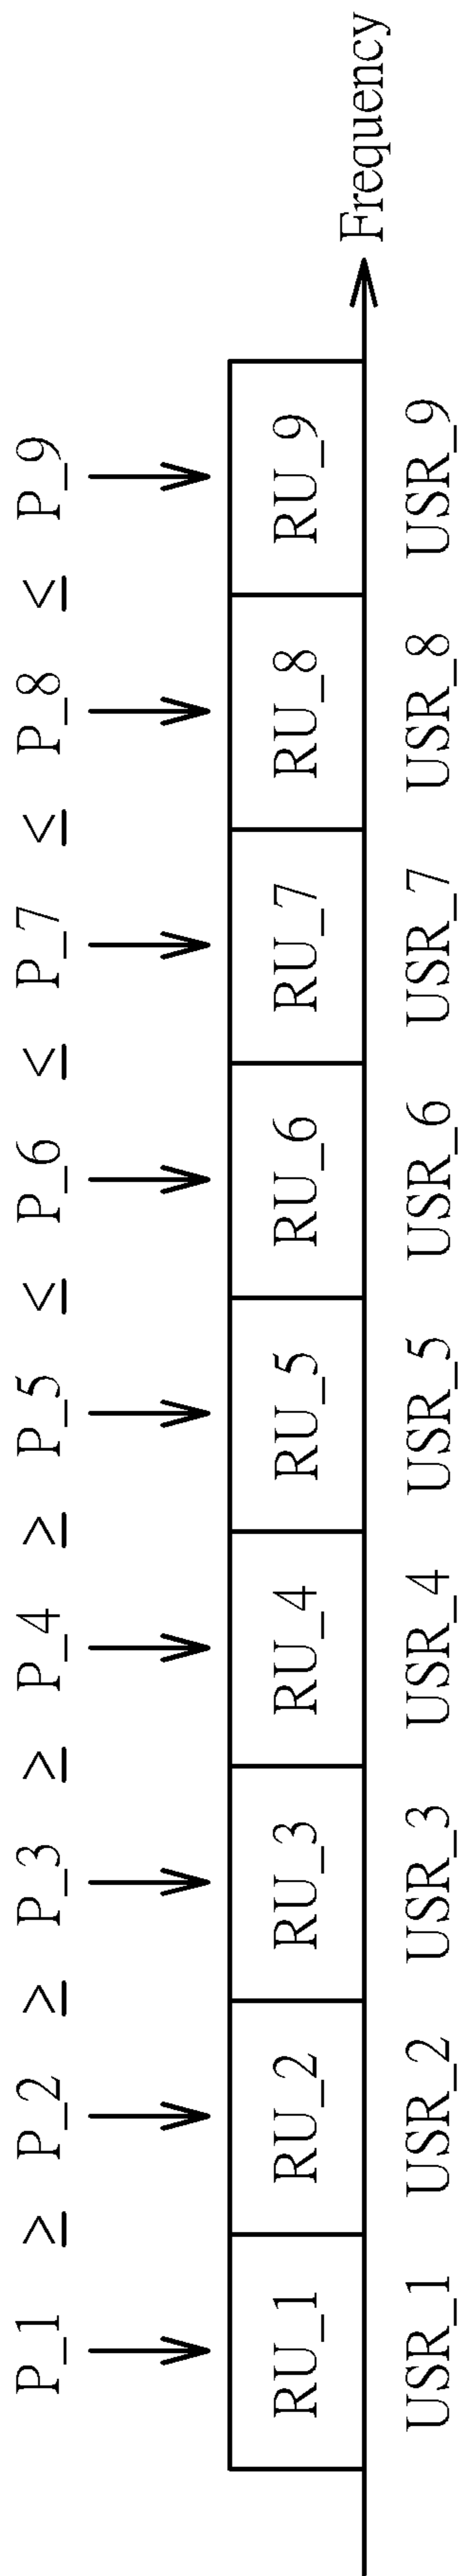 P_1 ≥ P_2 ≥ P_3 ≥ P_4 ≥ P_5 ≤ P_6 ≤ P_7 ≤ P_8 ≤ P_9
RU_1 RU_2 RU_3 RU_4 RU_5 RU_6 RU_7 RU_8 RU_9
Frequency
USR_1 USR_2 USR_3 USR_4 USR_5 USR_6 USR_7 USR_8 USR_9